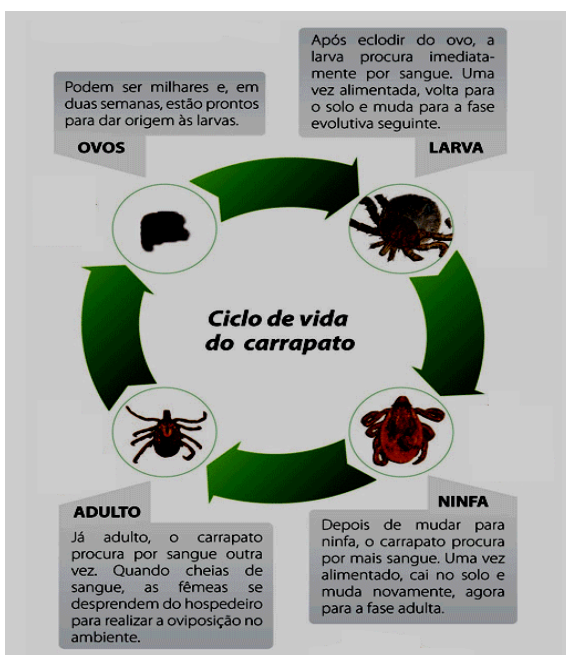 Podem ser milhares e, em
duas semanas, estão prontos
para dar origem às larvas.
OVOS
Após eclodir do ovo, a
larva procura imediata-
mente por sangue. Uma
vez alimentada, volta para
o solo e muda para a fase
evolutiva seguinte.
LARVA
Ciclo de vida
do carrapato
ADULTO
Já adulto, o carrapato
procura por sangue outra
vez. Quando cheias de
sangue, as fêmeas se
desprendem do hospedeiro
para realizar a oviposição no
ambiente.
NINFA
Depois de mudar para
ninfa, o carrapato procura
por mais sangue. Uma vez
alimentado, cai no solo e
muda novamente, agora
para a fase adulta.